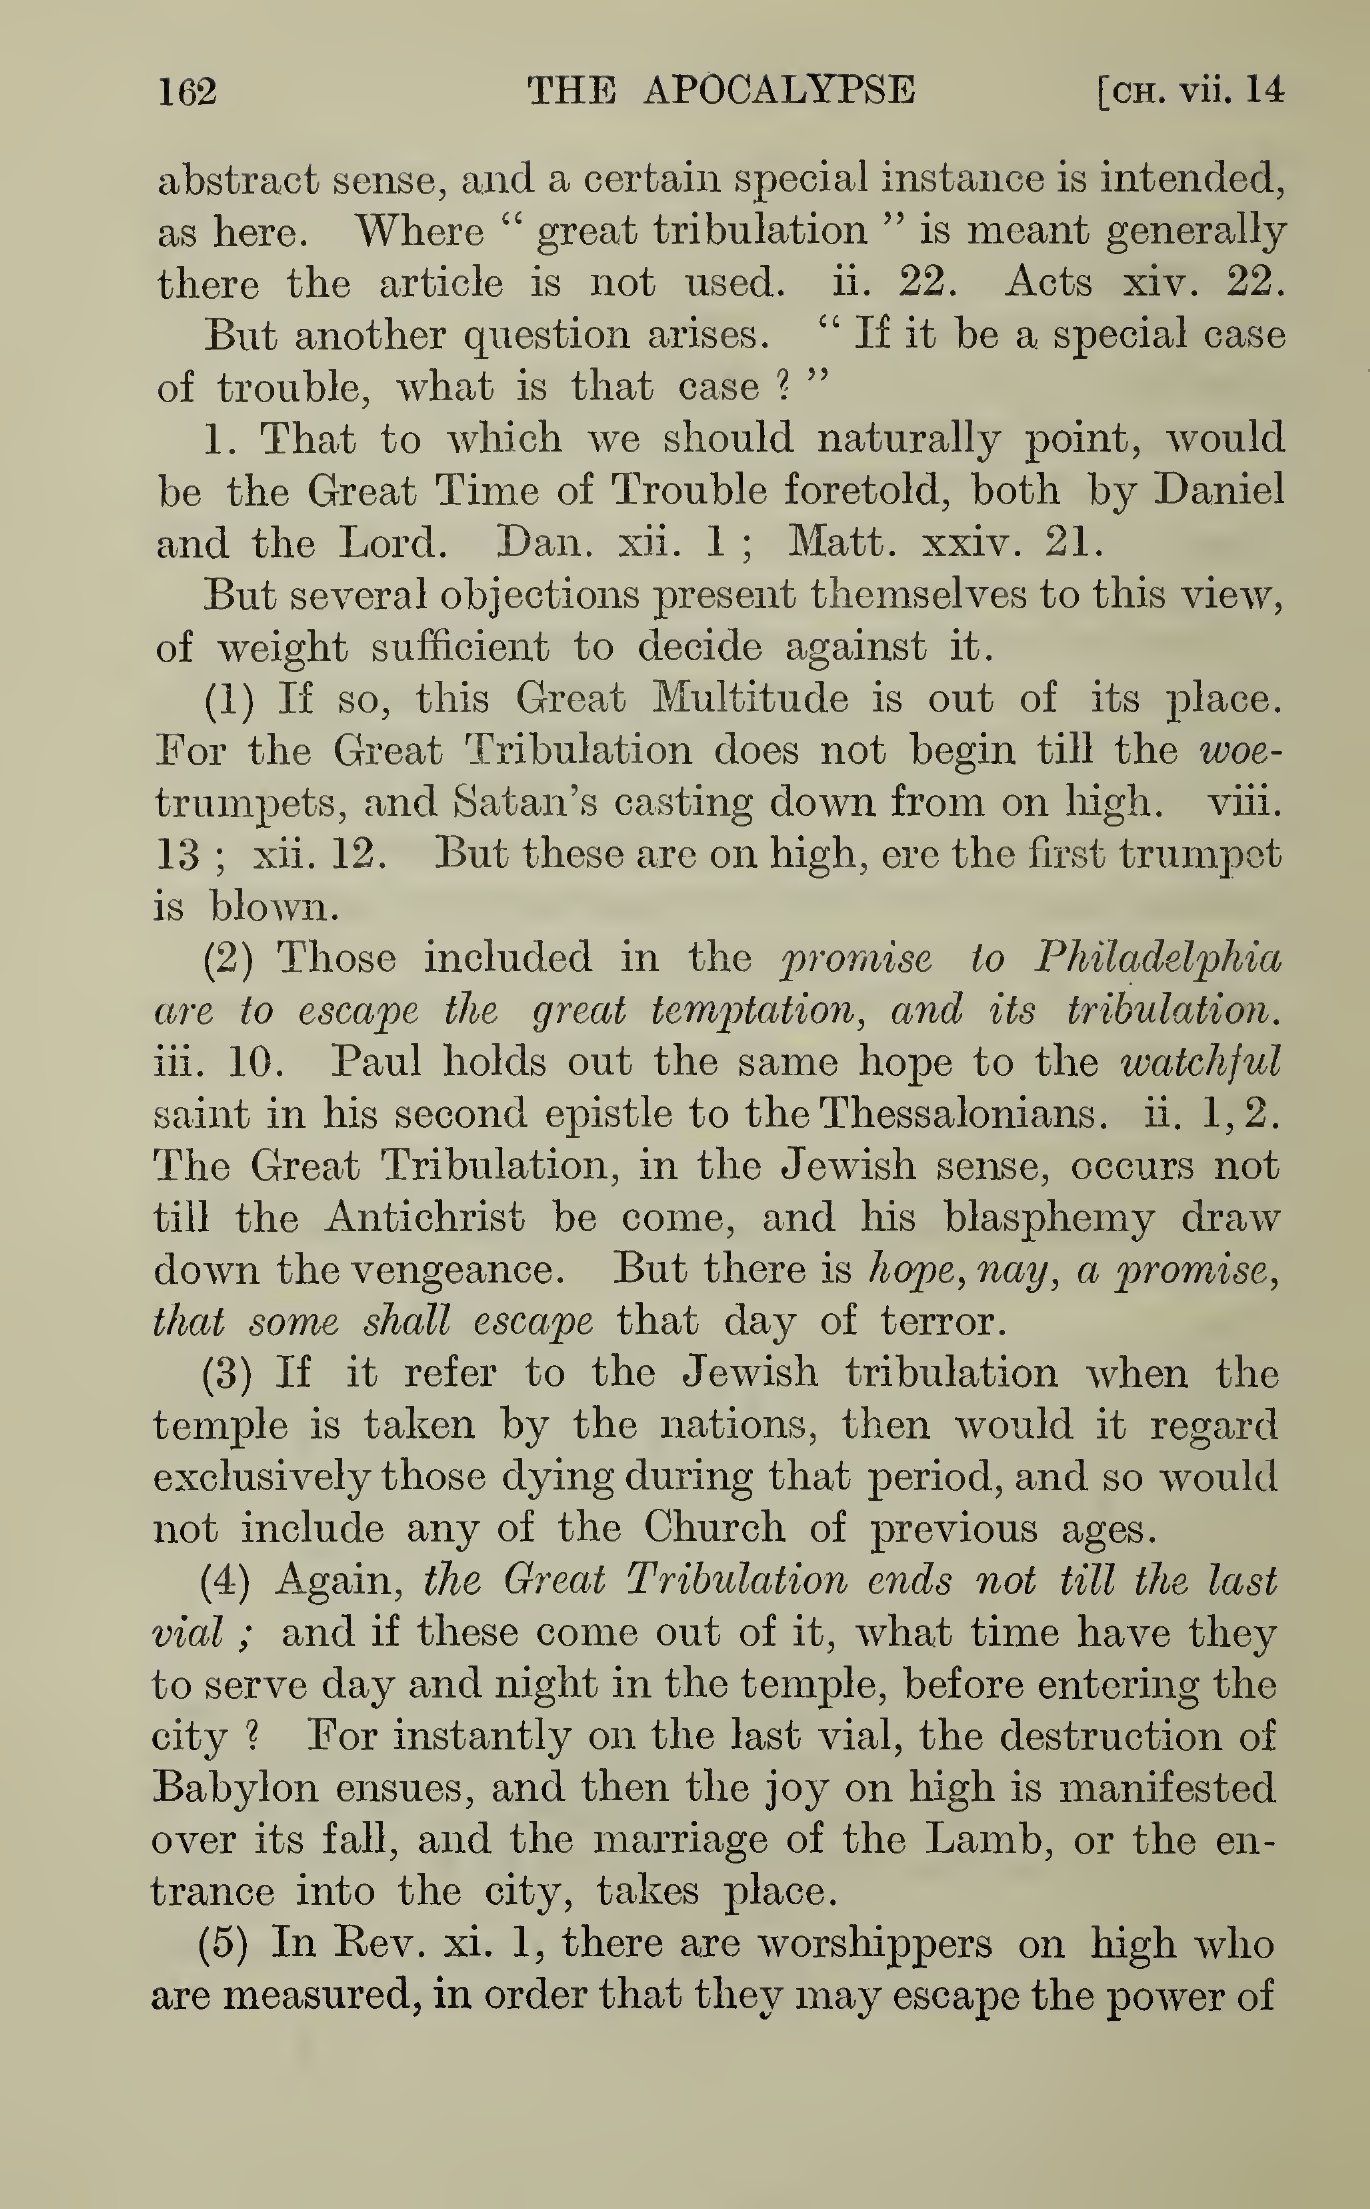 162 THE APOCALYPSE [CH. vii. 14
abstract sense, and a certain special instance is intended,
as here. Where “ great tribulation ” is meant generally
there the article is not used. ii. 22. Acts xiv. 22.
But another question arises. “ If it be a special case
of trouble, what is that case ? ”
1. That to which we should naturally point, would
be the Great Time of Trouble foretold, both by Daniel
and the Lord. Dan. xii. 1 ; Matt. xxiv. 21.
But several objections present themselves to this view,
of weight sufficient to decide against it.
(1) If so, this Great Multitude is out of its place.
For the Great Tribulation does not begin till the woe-
trumpets, and Satan’s casting down from on high. viii.
13 ; xii. 12. But these are on high, ere the first trumpet
is blown.
(2) Those included in the promise to Philadelphia
are to escape the great temptation, and its tribulation.
iii. 10. Paul holds out the same hope to the watchful
saint in his second epistle to the Thessalonians. ii. 1, 2.
The Great Tribulation, in the Jewish sense, occurs not
till the Antichrist be come, and his blasphemy draw
down the vengeance. But there is hope, nay, a promise,
that some shall escape that day of terror.
(3) If it refer to the Jewish tribulation when the
temple is taken by the nations, then would it regard
exclusively those dying during that period, and so would
not include any of the Church of previous ages.
(4) Again, the Great Tribulation ends not till the last
vial ; and if these come out of it, what time have they
to serve day and night in the temple, before entering the
city ? For instantly on the last vial, the destruction of
Babylon ensues, and then the joy on high is manifested
over its fall, and the marriage of the Lamb, or the en-
trance into the city, takes place.
(5) In Rev. xi. 1, there are worshippers on high who
are measured, in order that they may escape the power of